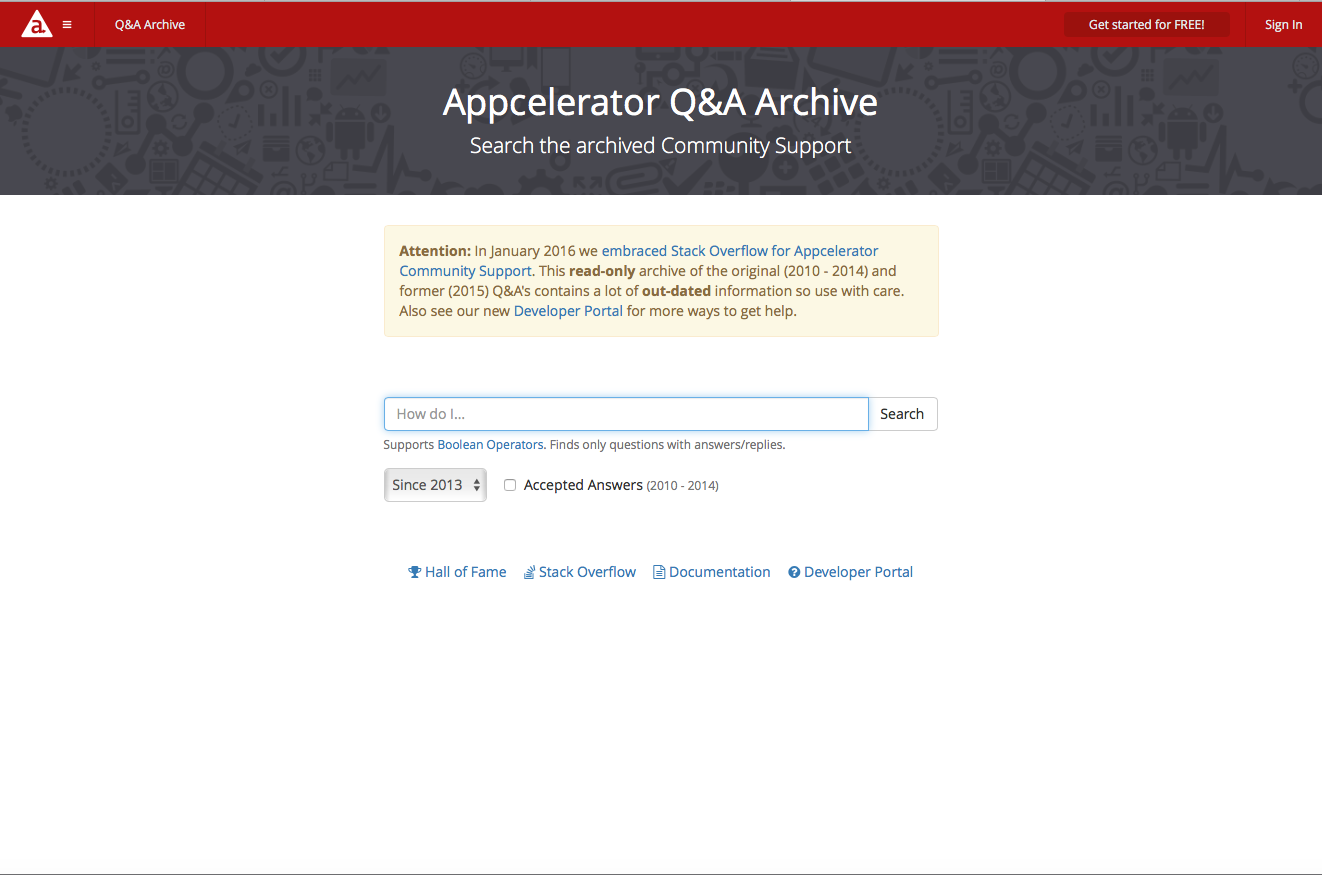 a.
Q&A Archive
Get started for FREE!
Sign In
Appcelerator Q&A Archive
Search the archived Community Support
Attention: In January 2016 we embraced Stack Overflow for Appcelerator
Community Support. This read-only archive of the original (2010 - 2014) and
former (2015) Q&A's contains a lot of out-dated information so use with care.
Also see our new Developer Portal for more ways to get help.
How do I...
Search
Supports Boolean Operators. Finds only questions with answers/replies.
Since 2013
Accepted Answers (2010 - 2014)
Hall of Fame
Stack Overflow
Documentation
Developer Portal